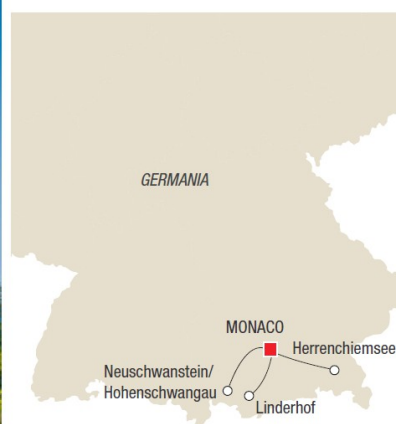 GERMANIA
MONACO
Herrenchiemsee
Neuschwanstein/
Hohenschwangau
Linderhof